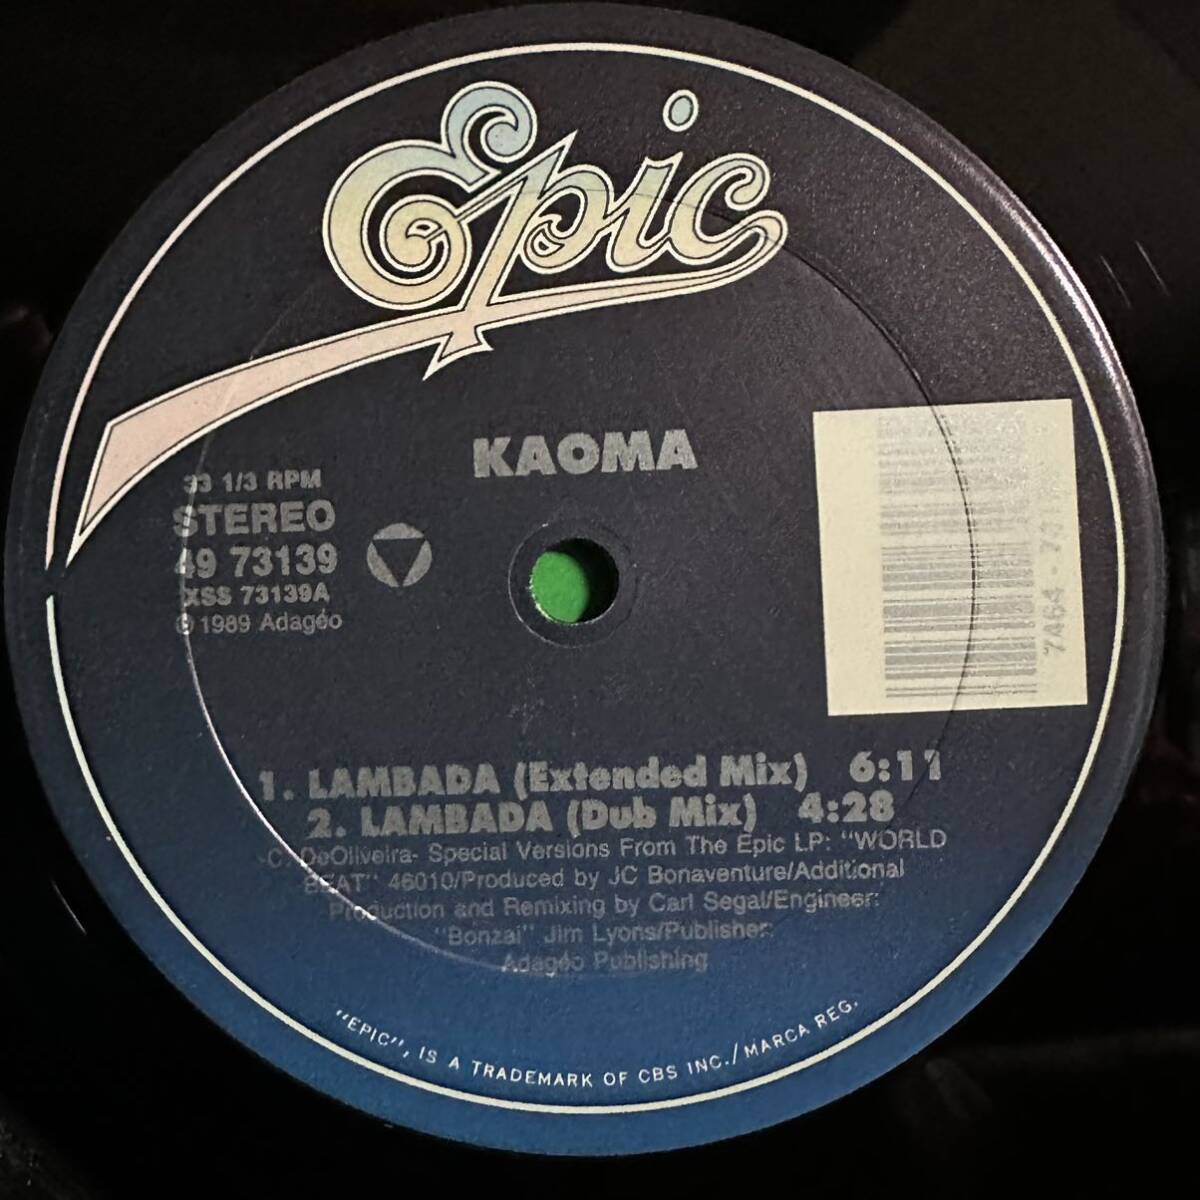 Epic
KAOMA
33 1/3 RPM
STEREO
49 73139
XSS 73139A
℗ 1989 Adagéo
7464 -
1. LAMBADA (Extended Mix) 6:11
2. LAMBADA (Dub Mix) 4:28
-C. DeOliveira- Special Versions From The Epic LP: "WORLD
BEAT" 46010/Produced by JC Bonaventure/Additional
Production and Remixing by Carl Segal/Engineer:
"Bonzai" Jim Lyons/Publisher:
Adagéo Publishing
"EPIC", IS A TRADEMARK OF CBS INC./MARCA REG.